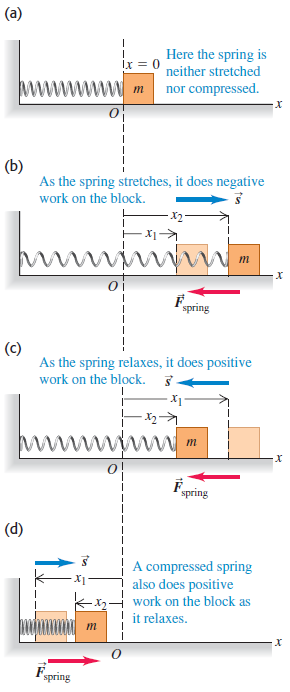 (a)
x = 0
Here the spring is
neither stretched
nor compressed.
m
x
O
(b)
As the spring stretches, it does negative
work on the block.
s⃗
x₂
x₁
m
x
O
F⃗spring
(c)
As the spring relaxes, it does positive
work on the block.
s⃗
x₁
x₂
m
x
O
F⃗spring
(d)
s⃗
x₁
x₂
A compressed spring
also does positive
work on the block as
it relaxes.
m
x
O
F⃗spring